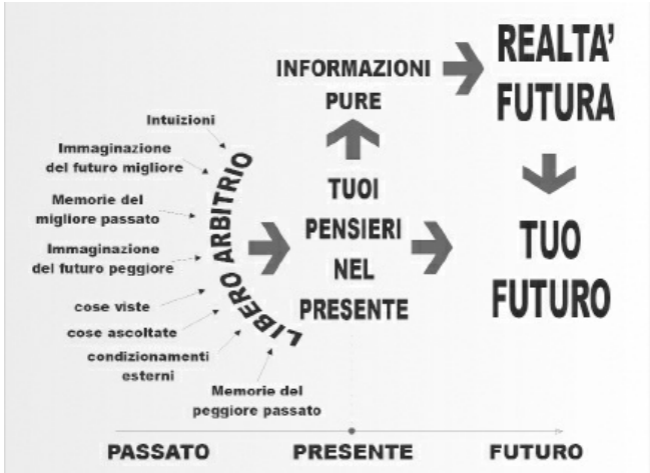 Intuizioni
Immaginazione
del futuro migliore
Memorie del
migliore passato
Immaginazione
del futuro peggiore
cose viste
cose ascoltate
condizionamenti
esterni
Memorie del
peggiore passato
LIBERO ARBITRIO
TUOI
PENSIERI
NEL
PRESENTE
INFORMAZIONI
PURE
REALTA'
FUTURA
TUO
FUTURO
PASSATO
PRESENTE
FUTURO